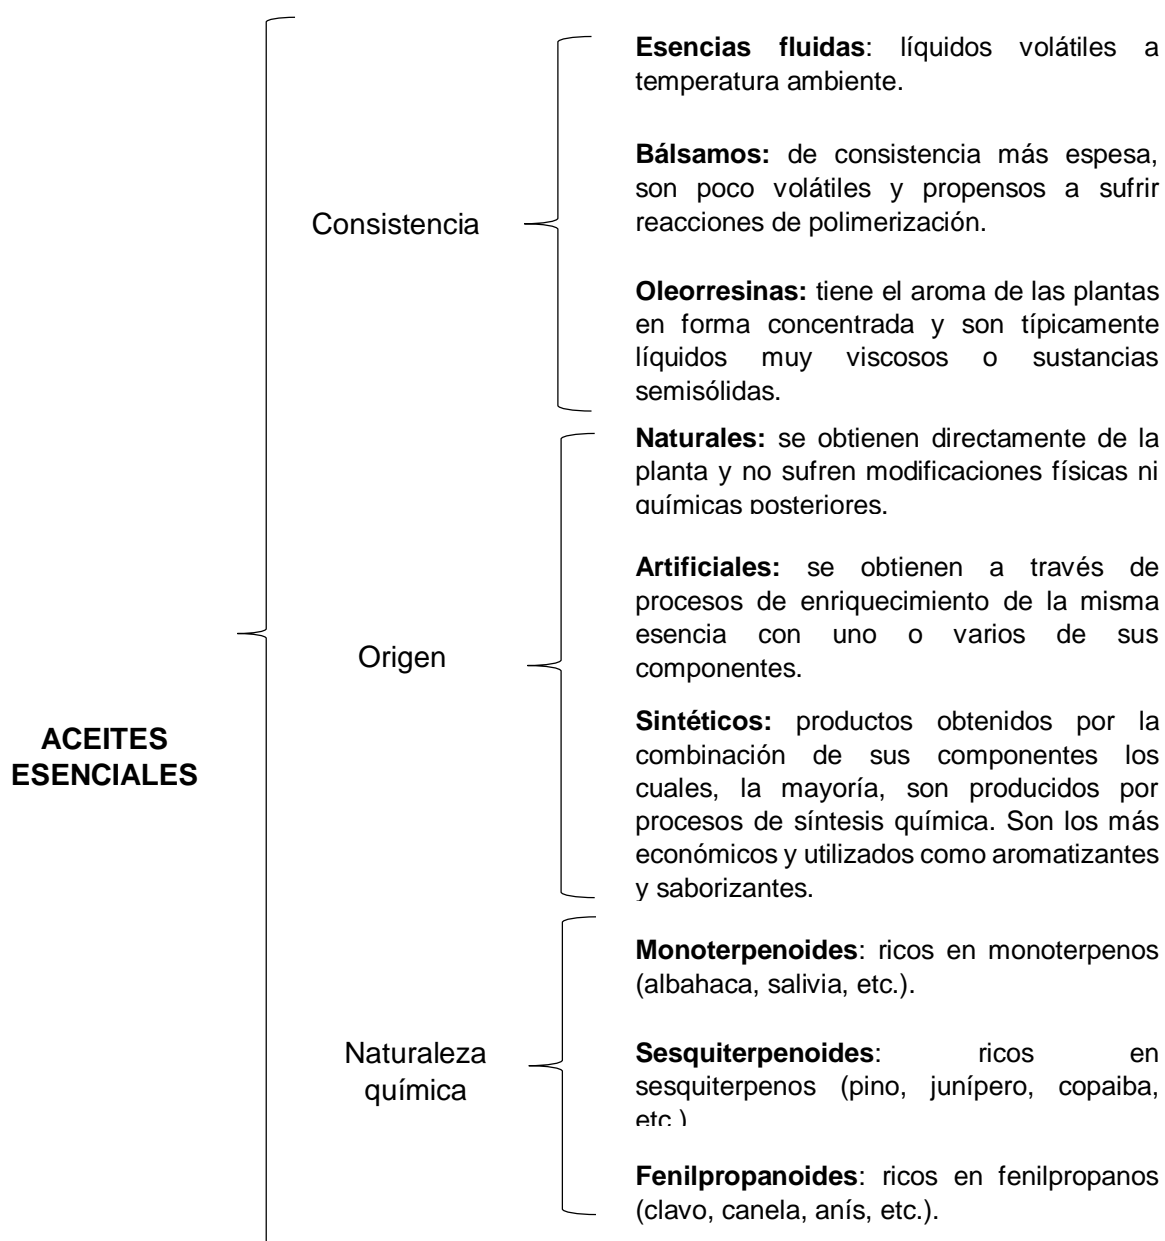 ACEITES
ESENCIALES
Consistencia
Esencias fluidas: líquidos volátiles a
temperatura ambiente.
Bálsamos: de consistencia más espesa,
son poco volátiles y propensos a sufrir
reacciones de polimerización.
Oleorresinas: tiene el aroma de las plantas
en forma concentrada y son típicamente
líquidos muy viscosos o sustancias
semisólidas.
Origen
Naturales: se obtienen directamente de la
planta y no sufren modificaciones físicas ni
químicas posteriores.
Artificiales: se obtienen a través de
procesos de enriquecimiento de la misma
esencia con uno o varios de sus
componentes.
Sintéticos: productos obtenidos por la
combinación de sus componentes los
cuales, la mayoría, son producidos por
procesos de síntesis química. Son los más
económicos y utilizados como aromatizantes
y saborizantes.
Naturaleza
química
Monoterpenoides: ricos en monoterpenos
(albahaca, salivia, etc.).
Sesquiterpenoides: ricos en
sesquiterpenos (pino, junípero, copaiba,
etc.)
Fenilpropanoides: ricos en fenilpropanos
(clavo, canela, anís, etc.).